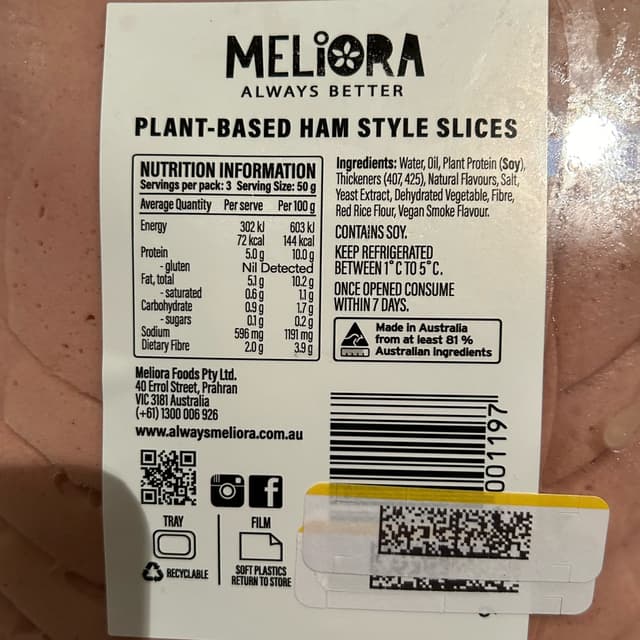 MELiORA
ALWAYS BETTER
PLANT-BASED HAM STYLE SLICES
NUTRITION INFORMATION
Servings per pack: 3 Serving Size: 50 g
Average Quantity Per serve Per 100 g
Energy 302 kJ 603 kJ
72 kcal 144 kcal
Protein 5.0 g 10.0 g
- gluten Nil Detected
Fat, total 5.1 g 10.2 g
- saturated 0.6 g 1.1 g
Carbohydrate 0.9 g 1.7 g
- sugars 0.1 g 0.2 g
Sodium 596 mg 1191 mg
Dietary Fibre 2.0 g 3.9 g
Ingredients: Water, Oil, Plant Protein (Soy),
Thickeners (407, 425), Natural Flavours, Salt,
Yeast Extract, Dehydrated Vegetable, Fibre,
Red Rice Flour, Vegan Smoke Flavour.
CONTAINS SOY.
KEEP REFRIGERATED
BETWEEN 1°C TO 5°C.
ONCE OPENED CONSUME
WITHIN 7 DAYS.
Made in Australia
from at least 81 %
Australian ingredients
Meliora Foods Pty Ltd.
40 Errol Street, Prahran
VIC 3181 Australia
(+61) 1300 006 926
www.alwaysmeliora.com.au
001197
TRAY
RECYCLABLE
FILM
SOFT PLASTICS
RETURN TO STORE